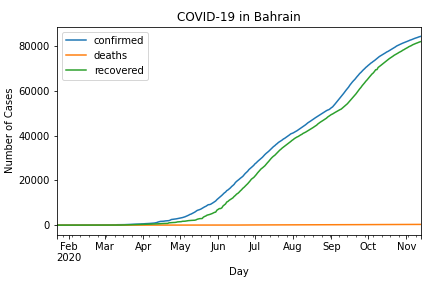 COVID-19 in Bahrain
confirmed
deaths
recovered
Number of Cases
80000
60000
40000
20000
0
Feb Mar Apr May Jun Jul Aug Sep Oct Nov
2020
Day